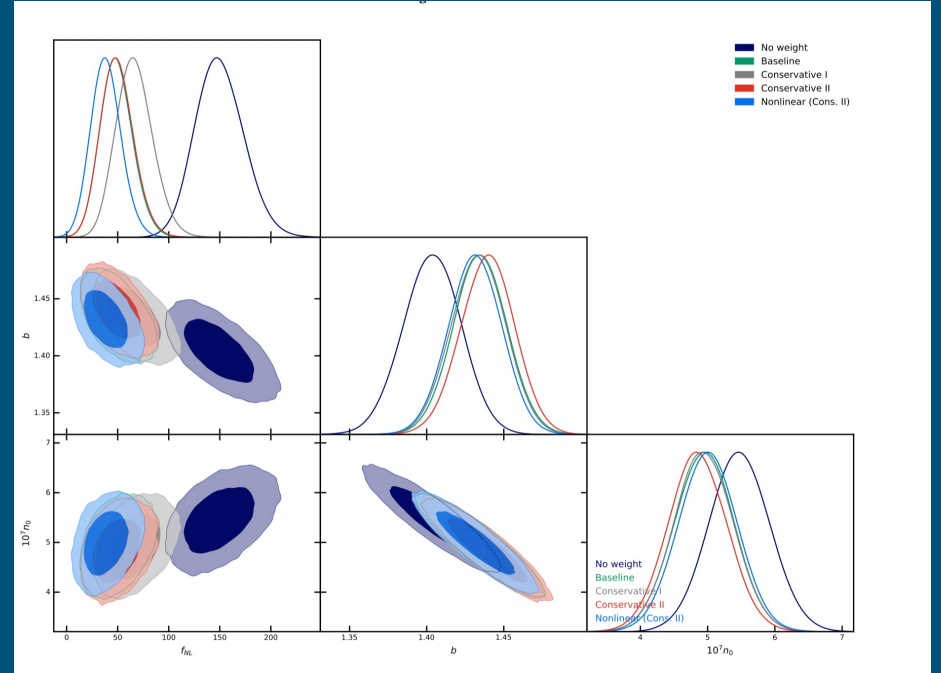 No weight
Baseline
Conservative I
Conservative II
Nonlinear (Cons. II)
1.45
b
1.40
1.35
7
6
10⁷n₀
5
4
No weight
Baseline
Conservative I
Conservative II
Nonlinear (Cons. II)
0 50 100 150 200
1.35 1.40 1.45
4 5 6 7
f_NL
b
10⁷n₀